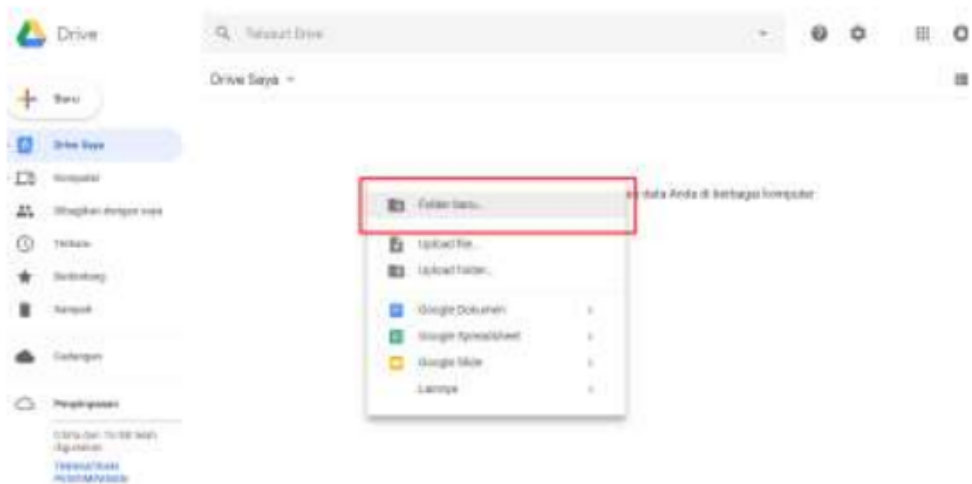 Drive
Telusuri Drive
Drive Saya
Baru
Drive Saya
Komputer
Dibagikan dengan saya
Terbaru
Berbintang
Sampah
Cadangan
Penyimpanan
data Anda di berbagai komputer
Folder baru...
Upload file...
Upload folder...
Google Dokumen
Google Spreadsheet
Google Slide
Lainnya